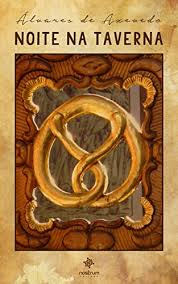 Álvares de Azevedo
NOITE NA TAVERNA
nostrum